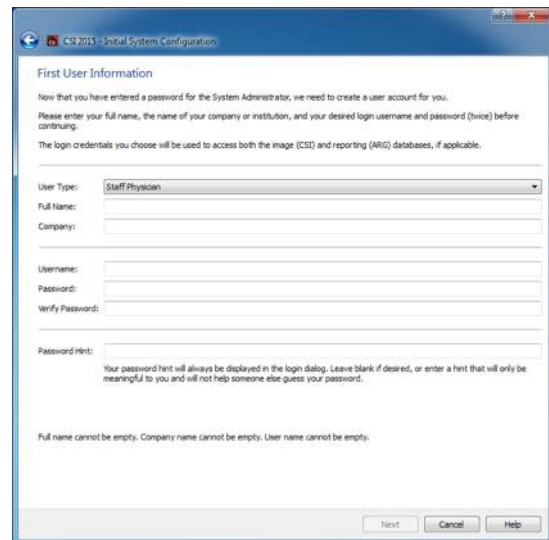 CSI 2015 - Initial System Configuration
First User Information
Now that you have entered a password for the System Administrator, we need to create a user account for you.
Please enter your full name, the name of your company or institution, and your desired login username and password (twice) before
continuing.
The login credentials you choose will be used to access both the image (CSI) and reporting (ARG) databases, if applicable.
User Type: Staff Physician
Full Name:
Company:
Username:
Password:
Verify Password:
Password Hint:
Your password hint will always be displayed in the login dialog. Leave blank if desired, or enter a hint that will only be
meaningful to you and will not help someone else guess your password.
Full name cannot be empty. Company name cannot be empty. User name cannot be empty.
Next Cancel Help